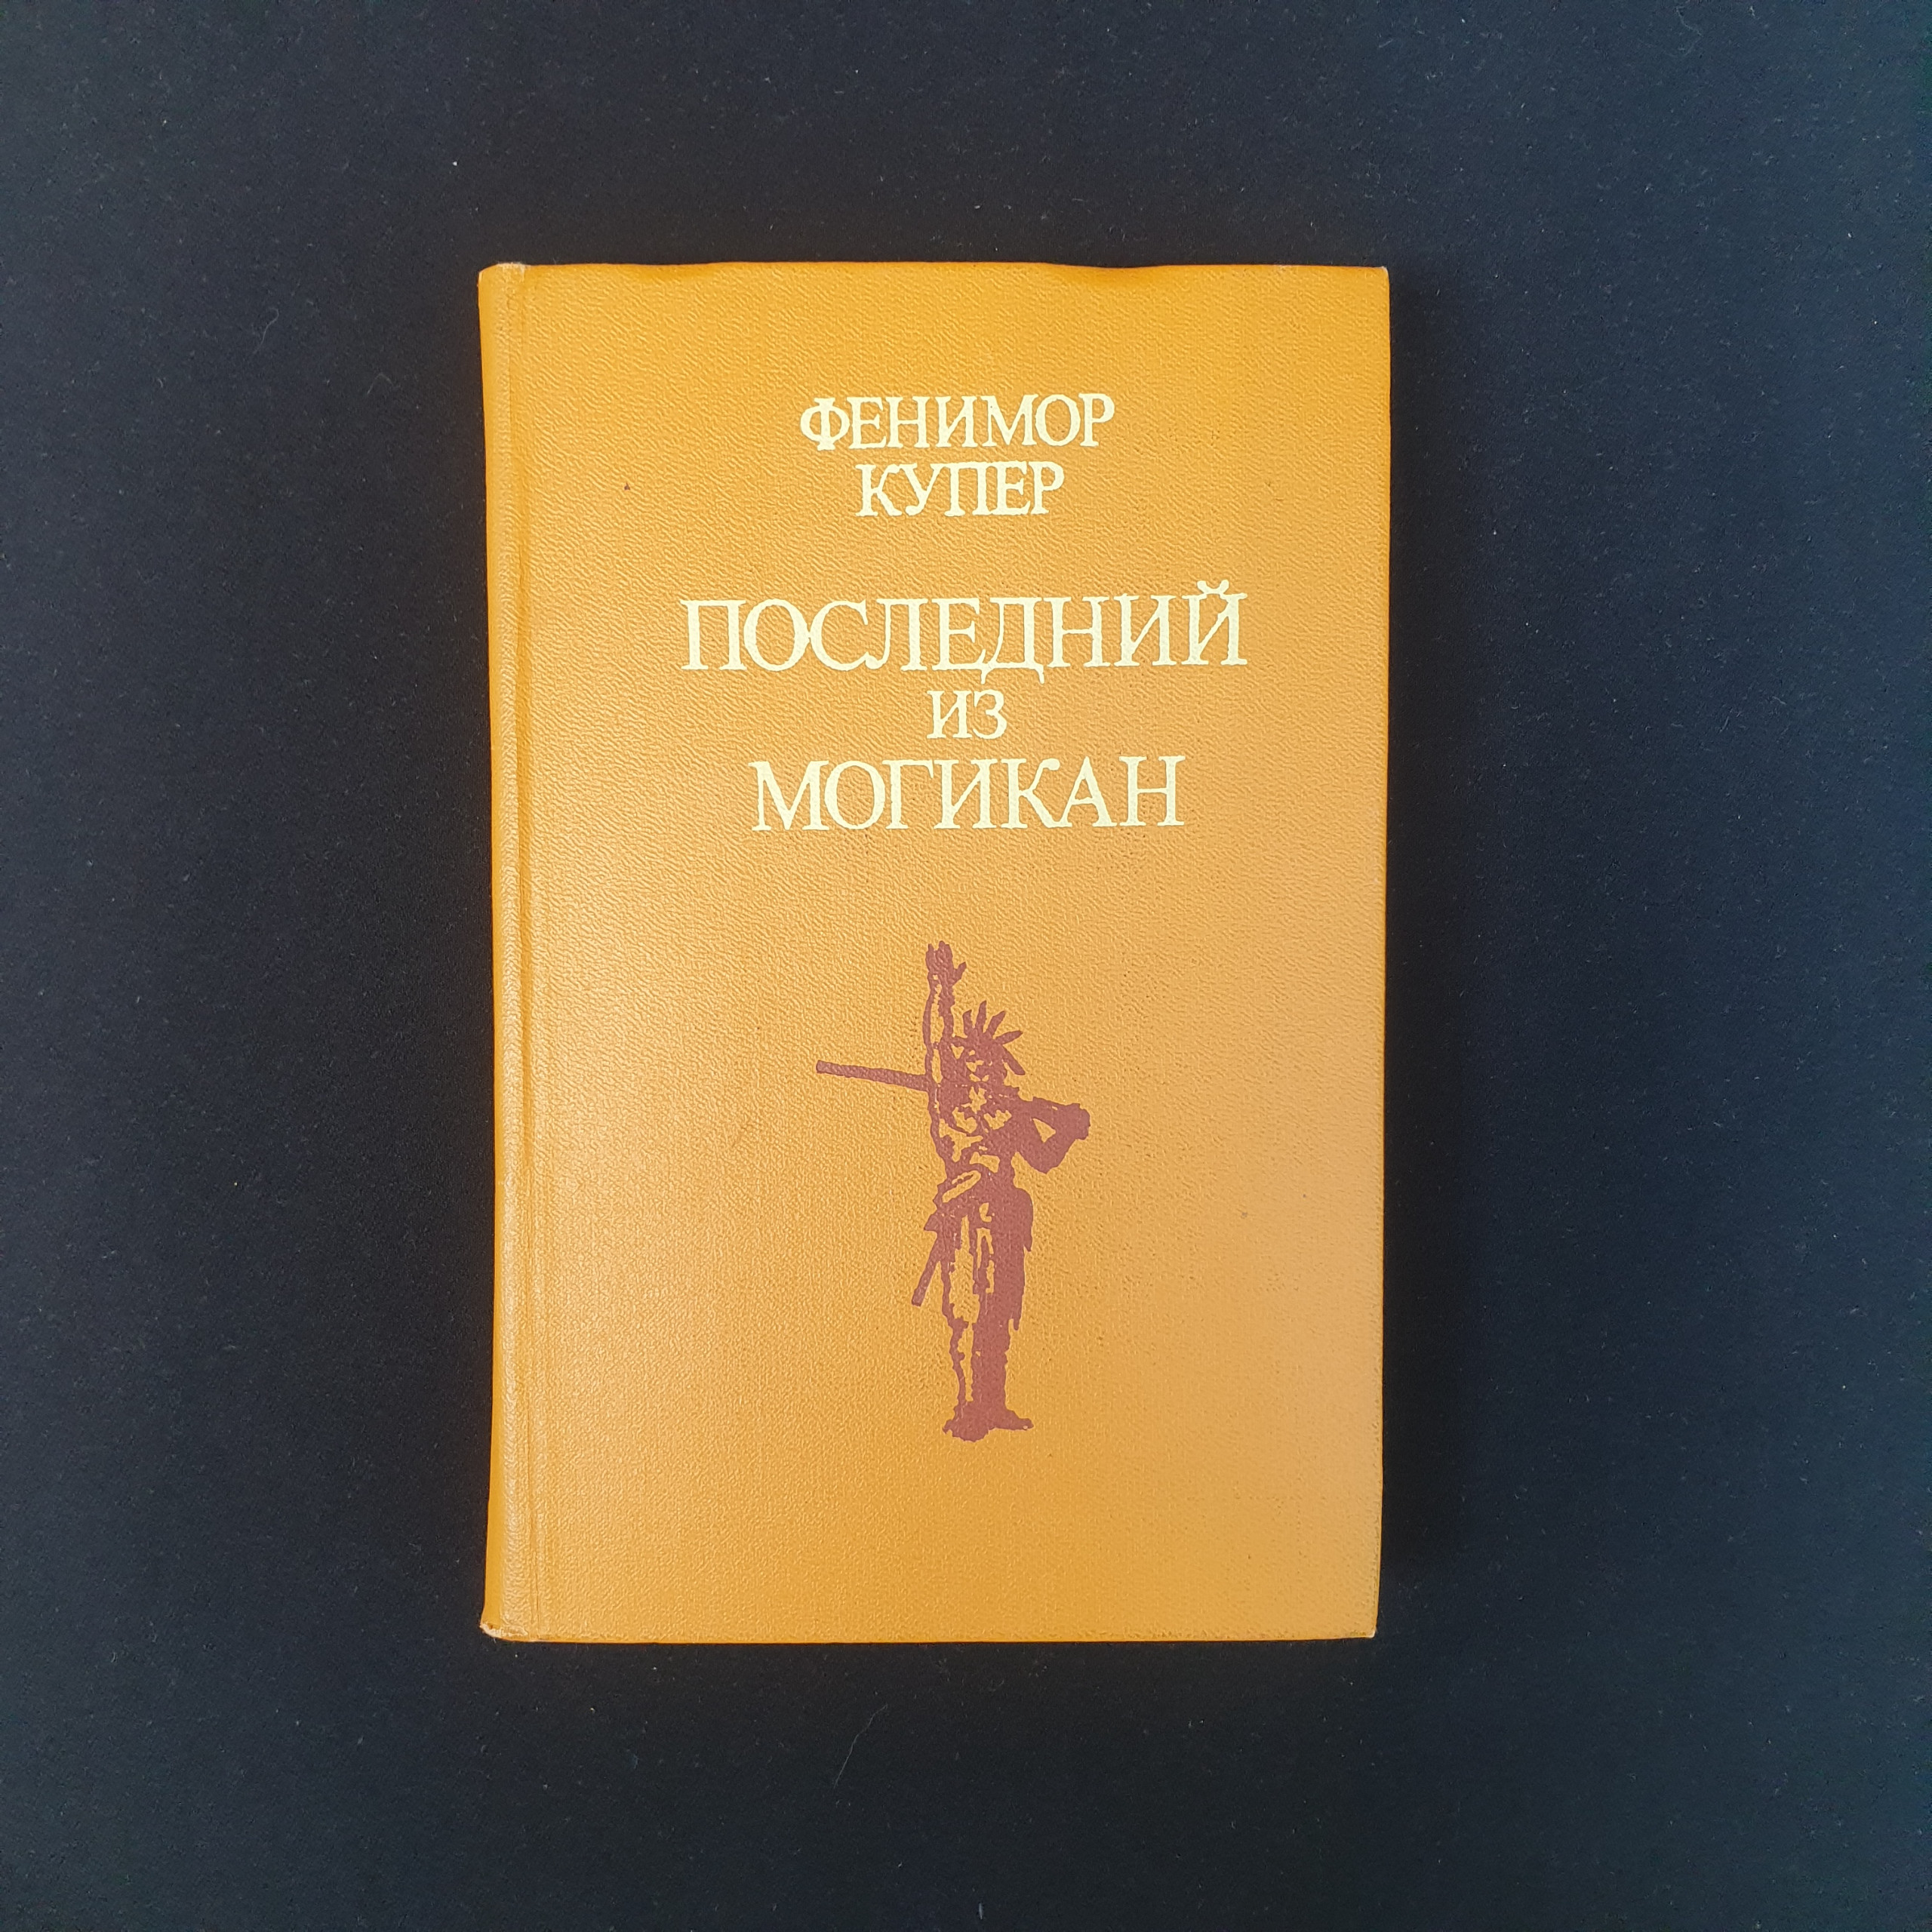 ФЕНИМОР
КУПЕР
ПОСЛЕДНИЙ
ИЗ
МОГИКАН